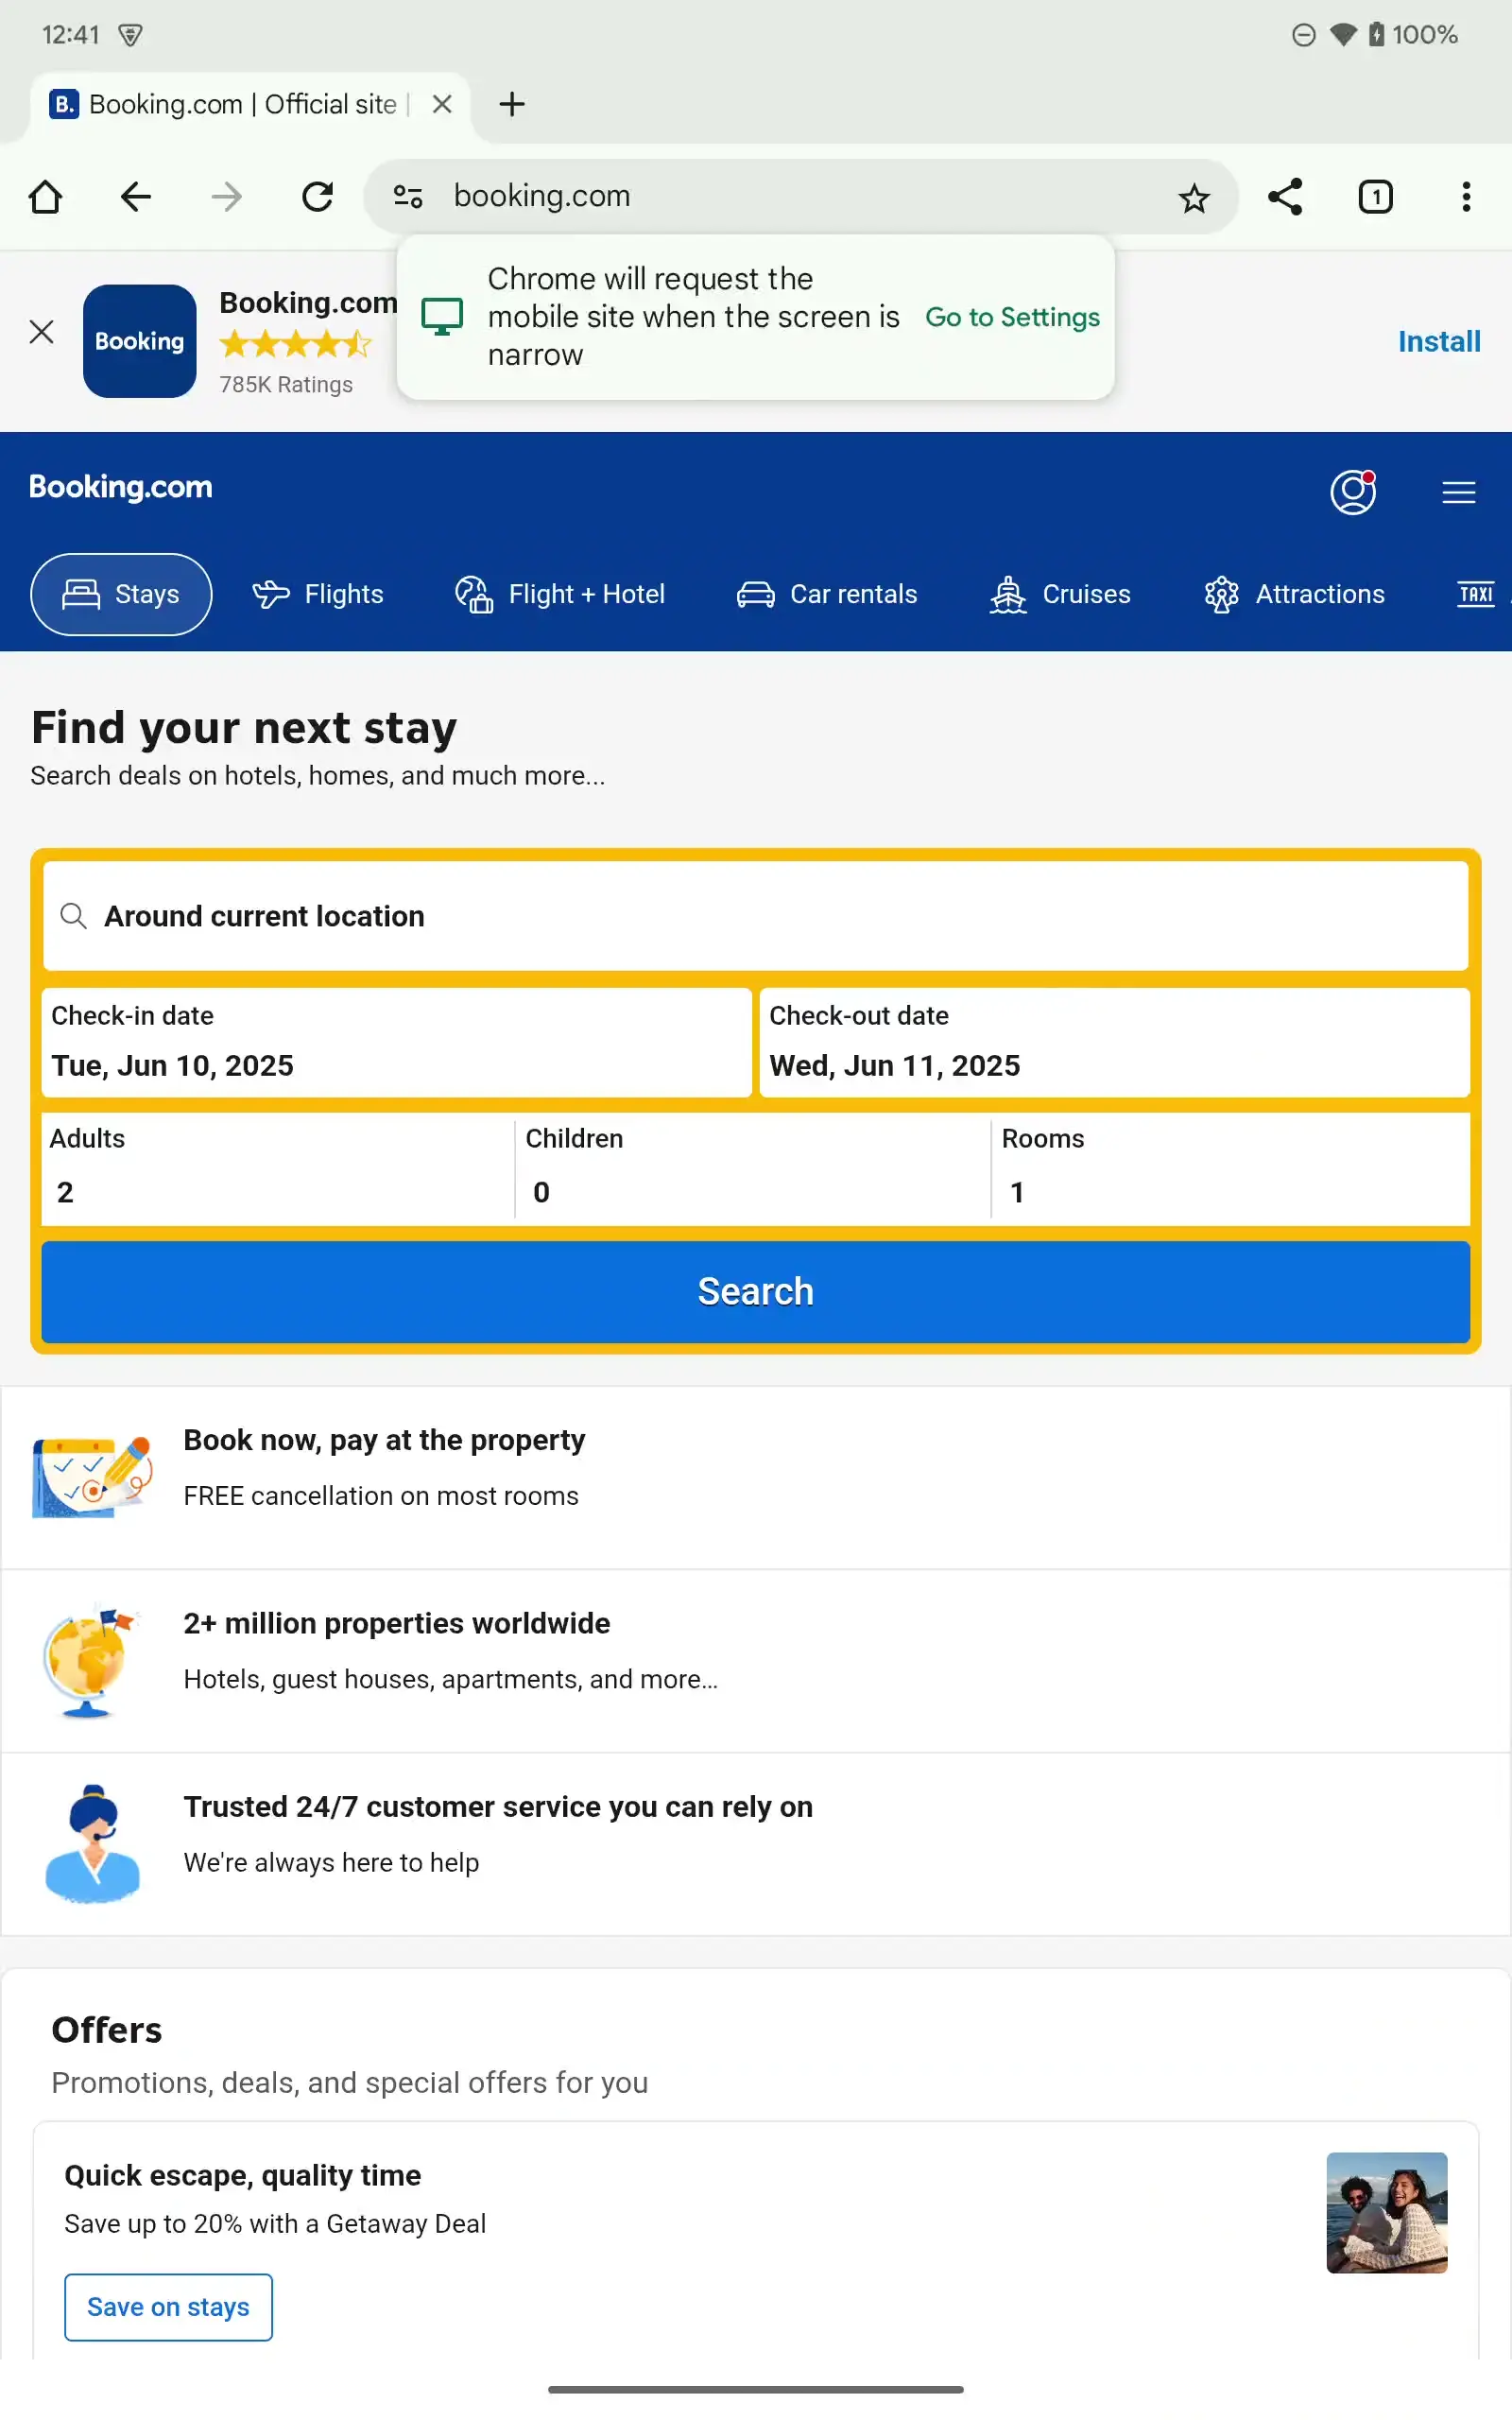 12:41
100%
B. Booking.com | Official site |
booking.com
1
Chrome will request the
mobile site when the screen is
narrow
Go to Settings
Booking
Booking.com
785K Ratings
Install
Booking.com
Stays
Flights
Flight + Hotel
Car rentals
Cruises
Attractions
TAXI
Find your next stay
Search deals on hotels, homes, and much more...
Around current location
Check-in date
Tue, Jun 10, 2025
Check-out date
Wed, Jun 11, 2025
Adults
2
Children
0
Rooms
1
Search
Book now, pay at the property
FREE cancellation on most rooms
2+ million properties worldwide
Hotels, guest houses, apartments, and more…
Trusted 24/7 customer service you can rely on
We're always here to help
Offers
Promotions, deals, and special offers for you
Quick escape, quality time
Save up to 20% with a Getaway Deal
Save on stays